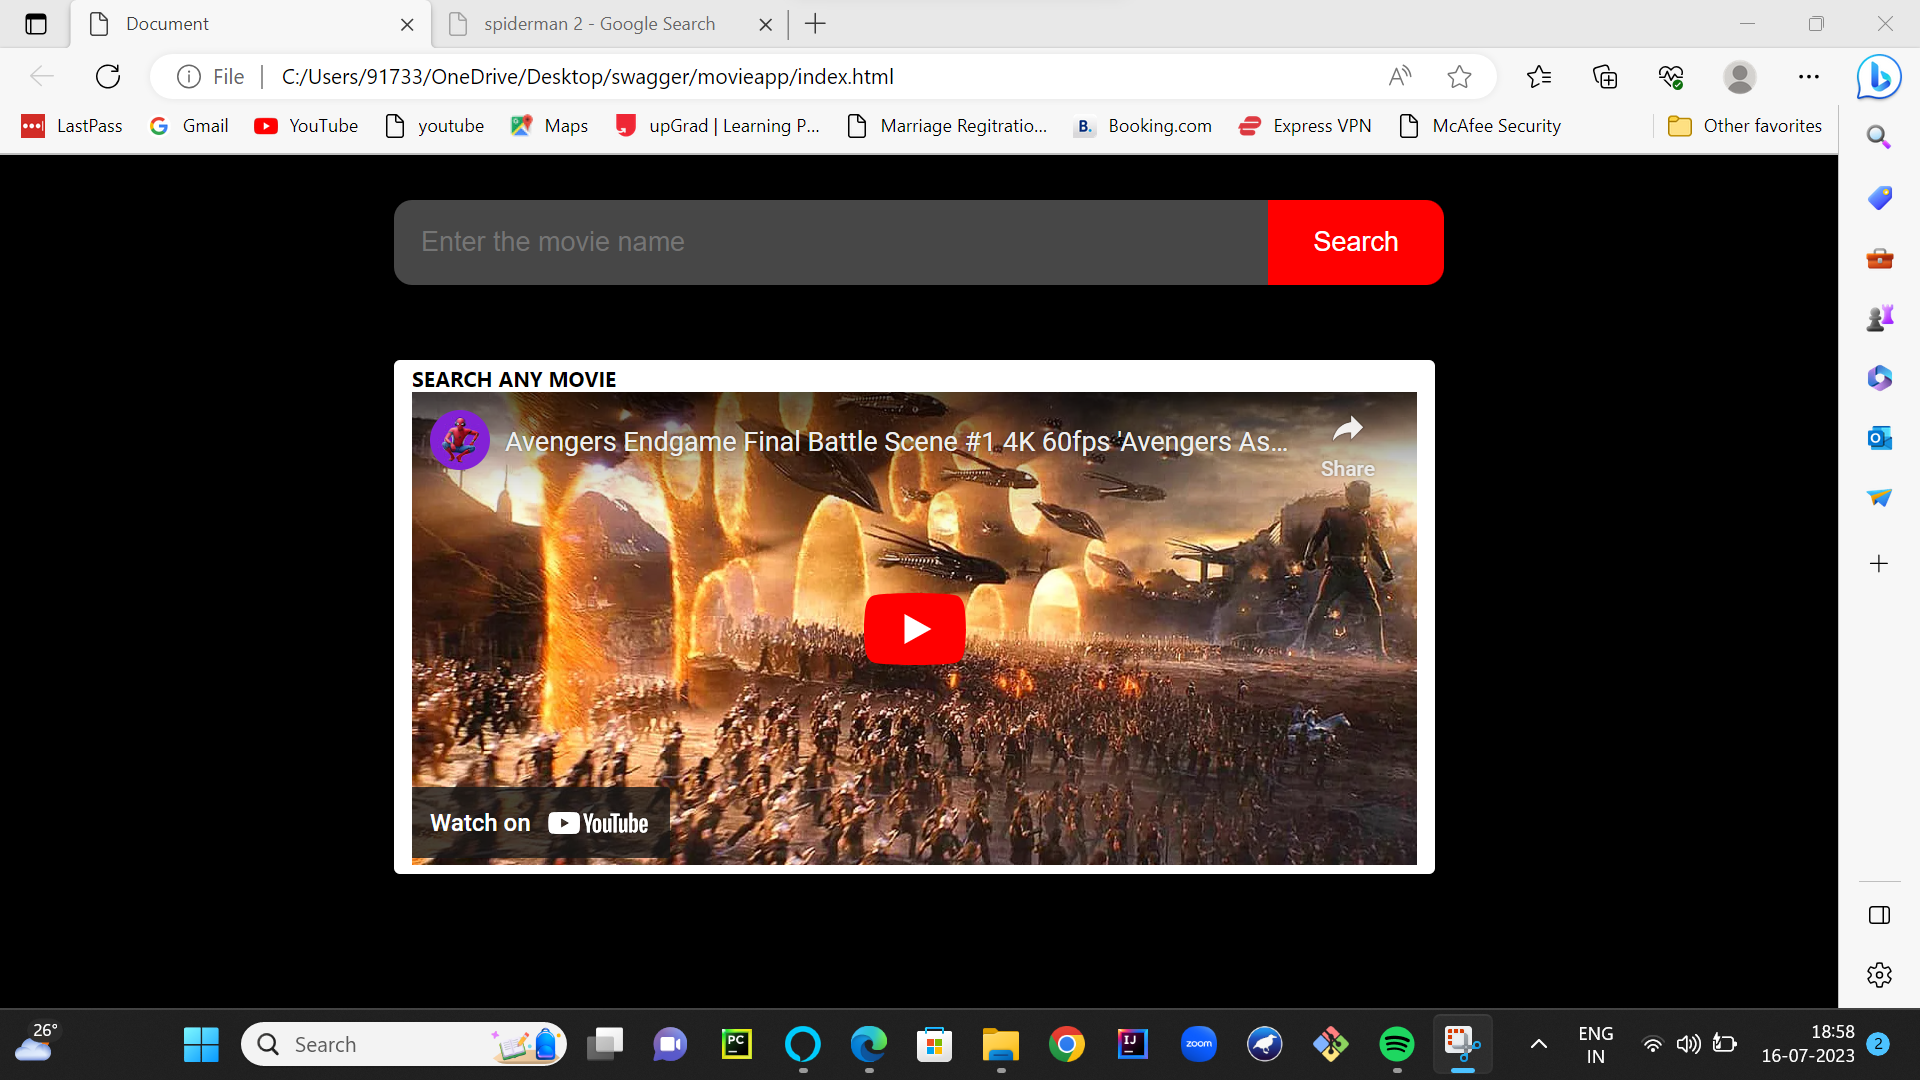 Document
spiderman 2 - Google Search
File
C:/Users/91733/OneDrive/Desktop/swagger/movieapp/index.html
LastPass
Gmail
YouTube
youtube
Maps
upGrad | Learning P...
Marriage Regitratio...
B.
Booking.com
Express VPN
McAfee Security
Other favorites
Enter the movie name
Search
SEARCH ANY MOVIE
Avengers Endgame Final Battle Scene #1 4K 60fps 'Avengers As...
Share
Watch on YouTube
26°
Search
PC
IJ
zoom
ENG
IN
18:58
16-07-2023
2